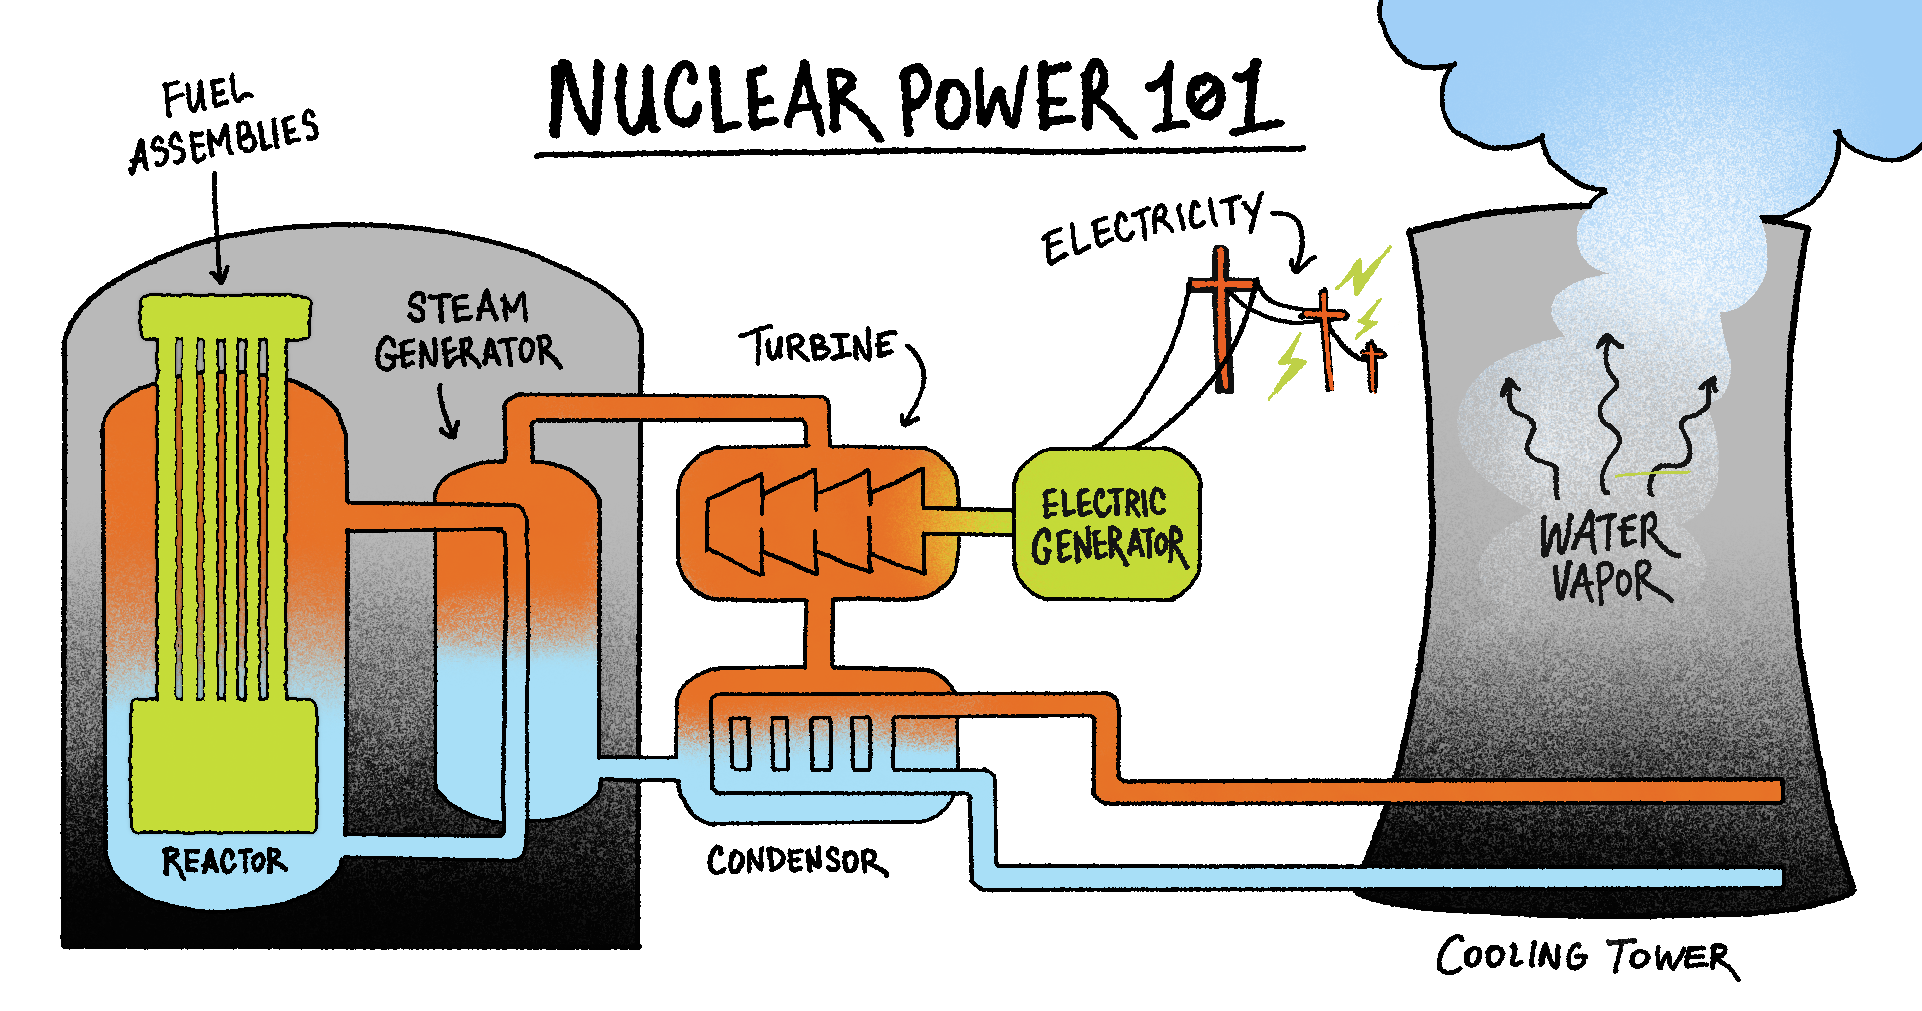 NUCLEAR POWER 101
FUEL
ASSEMBLIES
STEAM
GENERATOR
TURBINE
ELECTRICITY
ELECTRIC
GENERATOR
WATER
VAPOR
REACTOR
CONDENSOR
COOLING TOWER